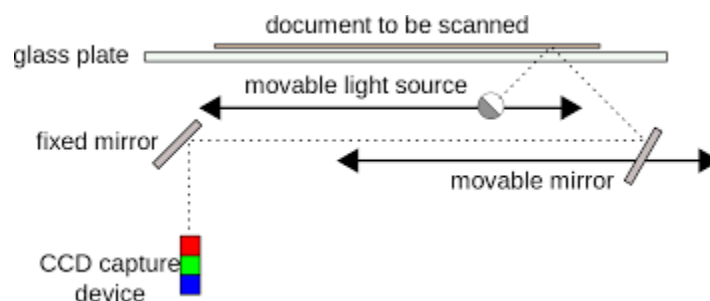 document to be scanned
glass plate
movable light source
fixed mirror
movable mirror
CCD capture
device